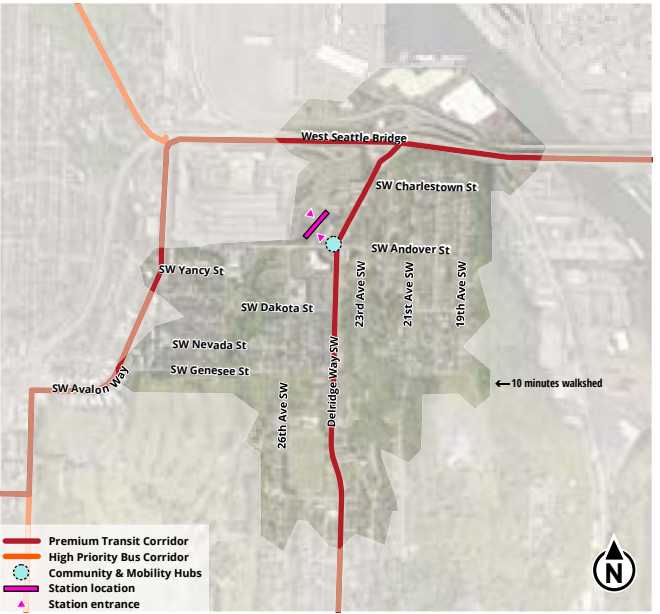 West Seattle Bridge
SW Charlestown St
SW Andover St
SW Yancy St
23rd Ave SW
21st Ave SW
19th Ave SW
SW Dakota St
SW Nevada St
SW Genesee St
SW Avalon Way
Delridge Way SW
26th Ave SW
10 minutes walkshed
Premium Transit Corridor
High Priority Bus Corridor
Community & Mobility Hubs
Station location
Station entrance
N